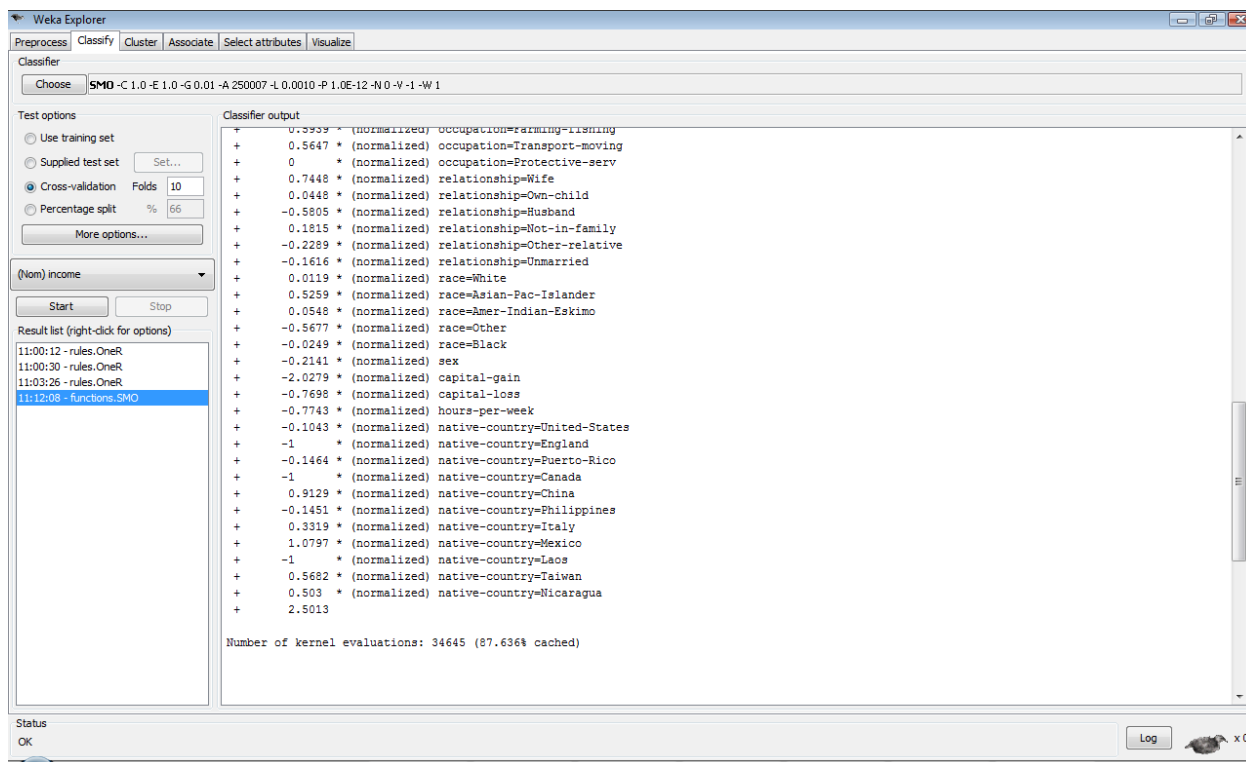 Weka Explorer
Preprocess Classify Cluster Associate Select attributes Visualize
Classifier
Choose SMO -C 1.0 -E 1.0 -G 0.01 -A 250007 -L 0.0010 -P 1.0E-12 -N 0 -V -1 -W 1
Test options
Use training set
Supplied test set Set...
Cross-validation Folds 10
Percentage split % 66
More options...
(Nom) income
Start Stop
Result list (right-click for options)
11:00:12 - rules.OneR
11:00:30 - rules.OneR
11:03:26 - rules.OneR
11:12:08 - functions.SMO
Classifier output
+ 0.5939 * (normalized) occupation=Farming-fishing
+ 0.5647 * (normalized) occupation=Transport-moving
+ 0 * (normalized) occupation=Protective-serv
+ 0.7448 * (normalized) relationship=Wife
+ 0.0448 * (normalized) relationship=Own-child
+ -0.5805 * (normalized) relationship=Husband
+ 0.1815 * (normalized) relationship=Not-in-family
+ -0.2289 * (normalized) relationship=Other-relative
+ -0.1616 * (normalized) relationship=Unmarried
+ 0.0119 * (normalized) race=White
+ 0.5259 * (normalized) race=Asian-Pac-Islander
+ 0.0548 * (normalized) race=Amer-Indian-Eskimo
+ -0.5677 * (normalized) race=Other
+ -0.0249 * (normalized) race=Black
+ -0.2141 * (normalized) sex
+ -2.0279 * (normalized) capital-gain
+ -0.7698 * (normalized) capital-loss
+ -0.7743 * (normalized) hours-per-week
+ -0.1043 * (normalized) native-country=United-States
+ -1 * (normalized) native-country=England
+ -0.1464 * (normalized) native-country=Puerto-Rico
+ -1 * (normalized) native-country=Canada
+ 0.9129 * (normalized) native-country=China
+ -0.1451 * (normalized) native-country=Philippines
+ 0.3319 * (normalized) native-country=Italy
+ 1.0797 * (normalized) native-country=Mexico
+ -1 * (normalized) native-country=Laos
+ 0.5682 * (normalized) native-country=Taiwan
+ 0.503 * (normalized) native-country=Nicaragua
+ 2.5013
Number of kernel evaluations: 34645 (87.636% cached)
Status
OK
Log
x 0